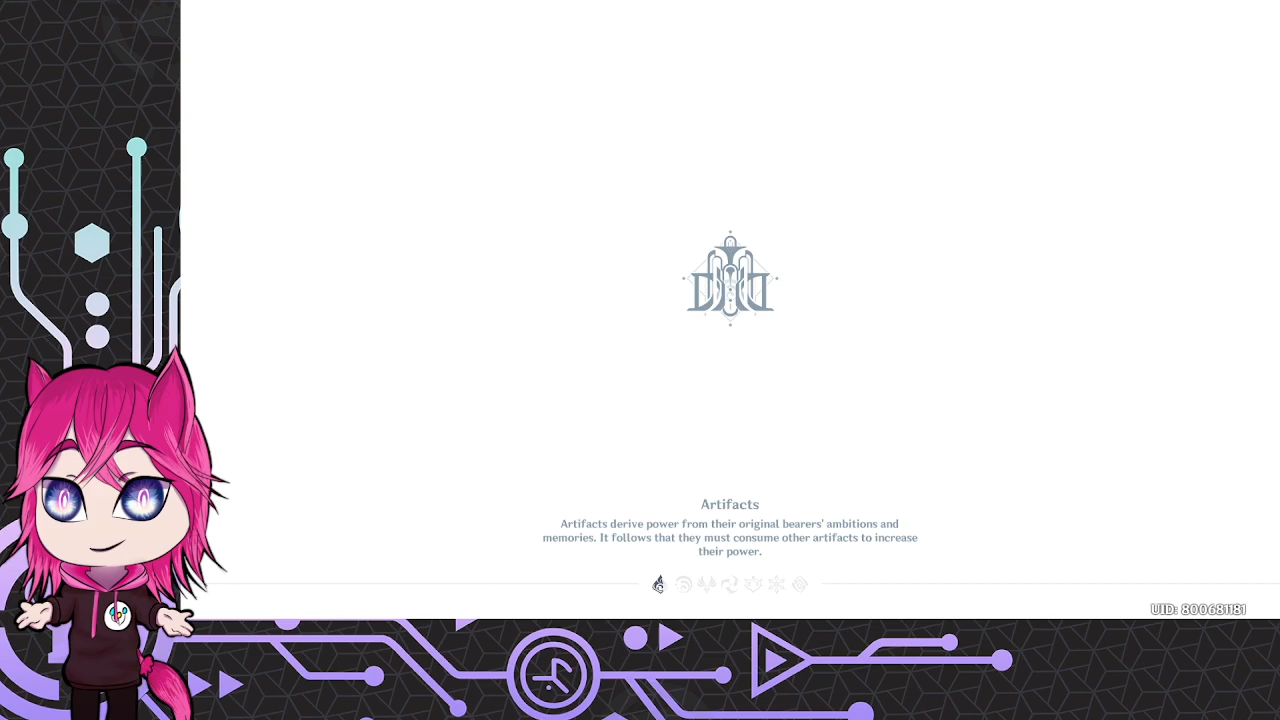 Artifacts
Artifacts derive power from their original bearers' ambitions and
memories. It follows that they must consume other artifacts to increase
their power.
UID: 800681181